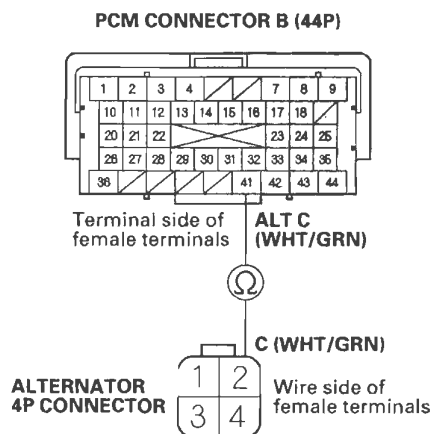 PCM CONNECTOR B (44P)
1 2 3 4 7 8 9
10 11 12 13 14 15 16 17 18
20 21 22 23 24 25
26 27 28 29 30 31 32 33 34 35
36 41 42 43 44
Terminal side of
female terminals
ALT C
(WHT/GRN)
Ω
C (WHT/GRN)
1 2
3 4
ALTERNATOR
4P CONNECTOR
Wire side of
female terminals